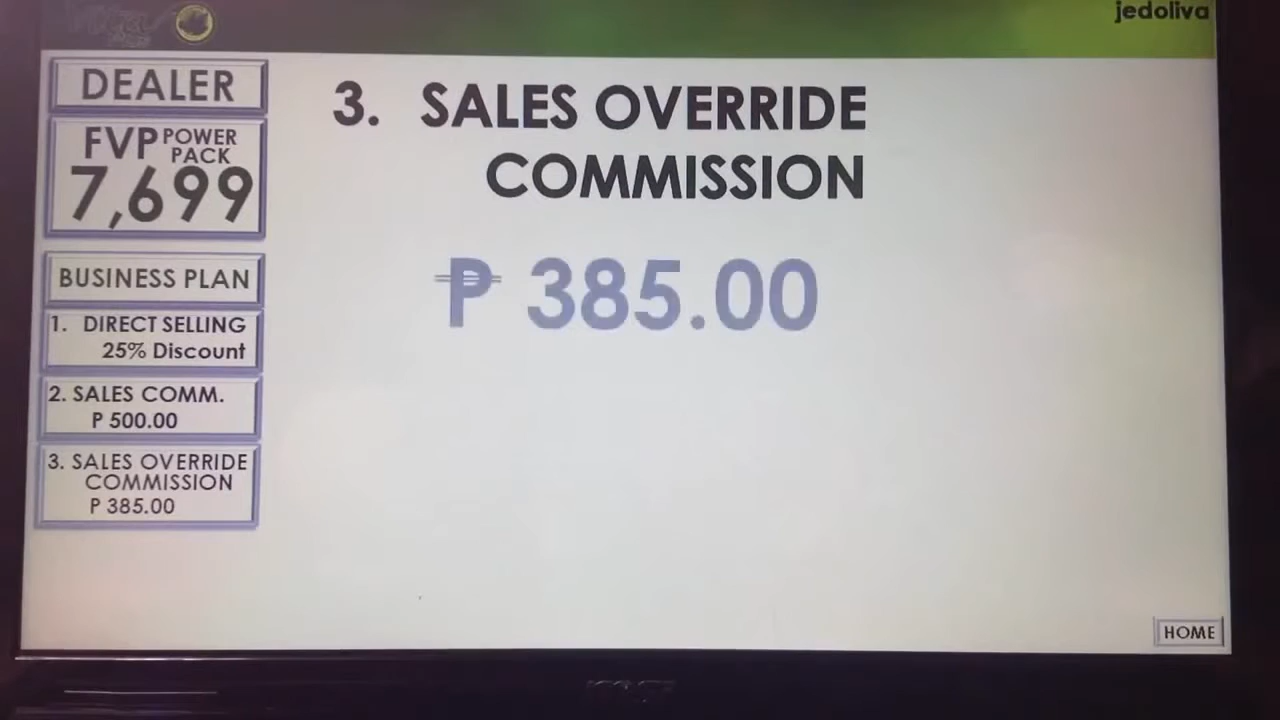 jedoliva
DEALER
FVP POWER
PACK
7,699
BUSINESS PLAN
1. DIRECT SELLING
25% Discount
2. SALES COMM.
P 500.00
3. SALES OVERRIDE
COMMISSION
P 385.00
3. SALES OVERRIDE
COMMISSION
₱ 385.00
HOME